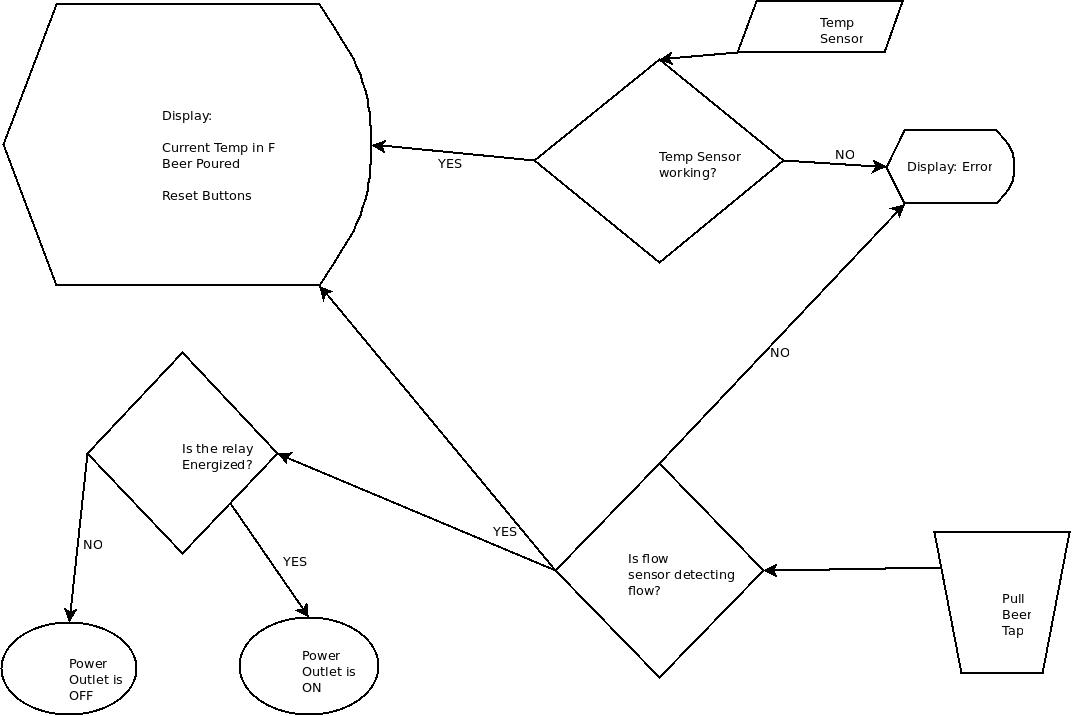 Temp
Sensor
Display:
Current Temp in F
Beer Poured
Reset Buttons
YES
Temp Sensor
working?
NO
Display: Error
NO
Is the relay
Energized?
YES
NO
YES
Is flow
sensor detecting
flow?
Pull
Beer
Tap
Power
Outlet is
OFF
Power
Outlet is
ON